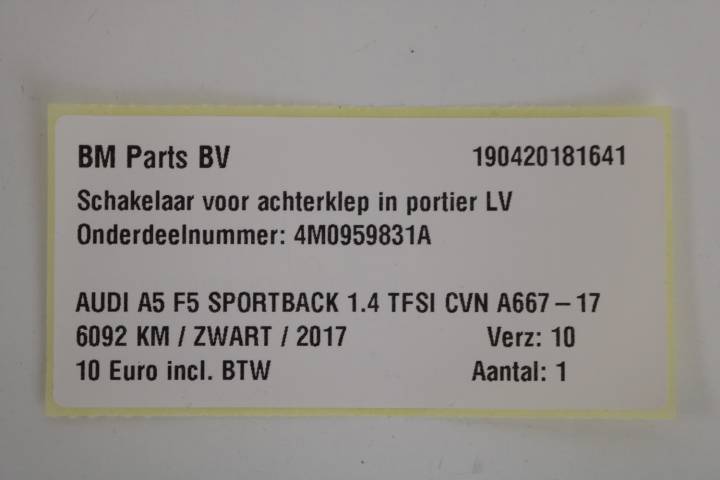 BM Parts BV 190420181641
Schakelaar voor achterklep in portier LV
Onderdeelnummer: 4M0959831A
AUDI A5 F5 SPORTBACK 1.4 TFSI CVN A667-17
6092 KM / ZWART / 2017 Verz: 10
10 Euro incl. BTW Aantal: 1